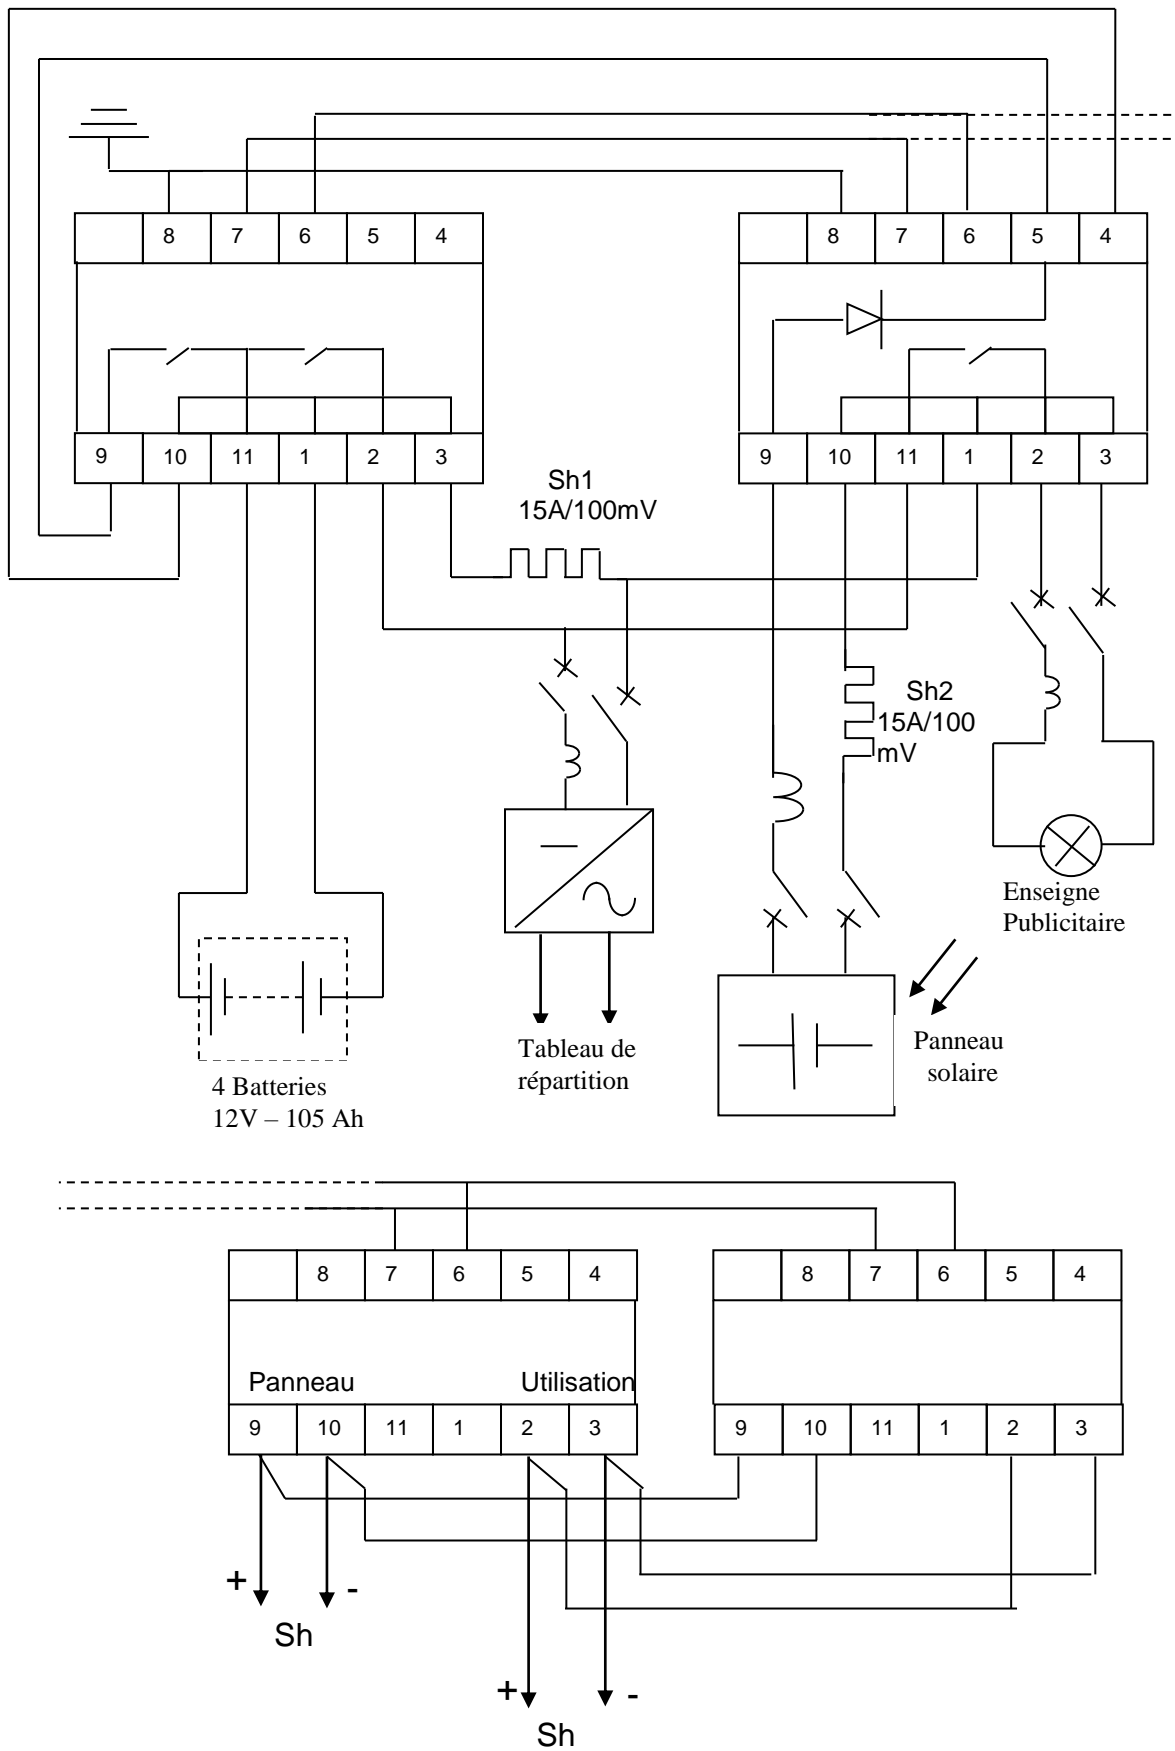 8 7 6 5 4
8 7 6 5 4
9 10 11 1 2 3
9 10 11 1 2 3
Sh1
15A/100mV
Sh2
15A/100
mV
Enseigne
Publicitaire
Tableau de
répartition
Panneau
solaire
4 Batteries
12V – 105 Ah
8 7 6 5 4
8 7 6 5 4
Panneau Utilisation
9 10 11 1 2 3
9 10 11 1 2 3
+ -
Sh
+ -
Sh